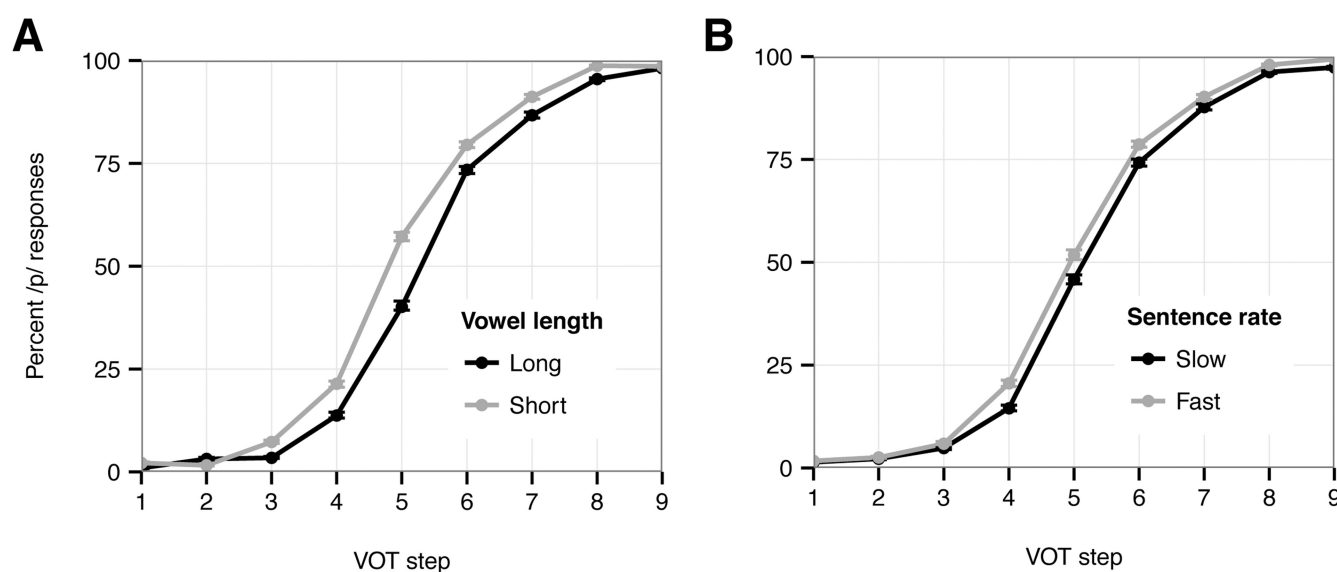 A
Percent /p/ responses
100
75
50
25
0
1 2 3 4 5 6 7 8 9
VOT step
Vowel length
Long
Short
B
100
75
50
25
0
1 2 3 4 5 6 7 8 9
VOT step
Sentence rate
Slow
Fast